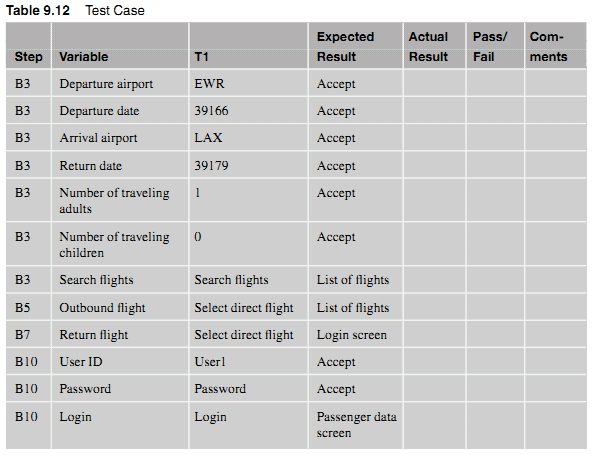 Table 9.12 Test Case
Expected Actual Pass/ Com-
Step Variable T1 Result Result Fail ments
B3 Departure airport EWR Accept
B3 Departure date 39166 Accept
B3 Arrival airport LAX Accept
B3 Return date 39179 Accept
B3 Number of traveling 1 Accept
adults
B3 Number of traveling 0 Accept
children
B3 Search flights Search flights List of flights
B5 Outbound flight Select direct flight List of flights
B7 Return flight Select direct flight Login screen
B10 User ID User1 Accept
B10 Password Password Accept
B10 Login Login Passenger data
screen